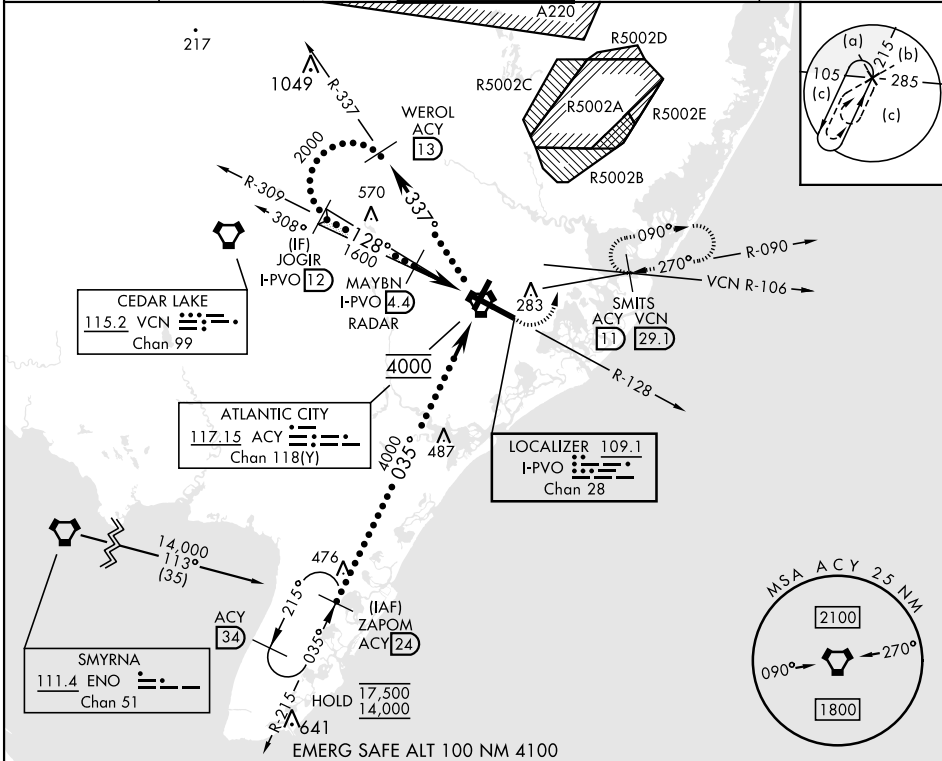 A220
217
1049
R-337
R5002D
R5002C
R5002A
R5002E
R5002B
(a)
215
(b)
105
285
(c)
(c)
WEROL
ACY
13
2000
R-309
308°
570
337°
128°
1600
(IF)
JOGIR
I-PVO 12
MAYBN
I-PVO 4.4
RADAR
090°
270°
R-090
VCN R-106
283
SMITS
ACY VCN
11 29.1
R-128
CEDAR LAKE
115.2 VCN
Chan 99
4000
ATLANTIC CITY
117.15 ACY
Chan 118(Y)
4000
035°
487
LOCALIZER 109.1
I-PVO
Chan 28
14,000
113°
(35)
476
215°
035°
ACY
34
(IAF)
ZAPOM
ACY 24
SMYRNA
111.4 ENO
Chan 51
HOLD 17,500
14,000
R-215
641
EMERG SAFE ALT 100 NM 4100
MSA ACY 25 NM
2100
090°
270°
1800